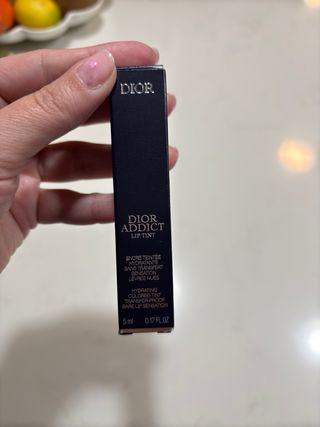 DIOR
DIOR
ADDICT
LIP TINT
ENCRE TEINTÉE
HYDRATANTE
SANS TRANSFERT
SENSATION
LÈVRES NUES
HYDRATING
COLORED TINT
TRANSFER-PROOF
BARE LIP SENSATION
5 ml 0.17 FL.OZ